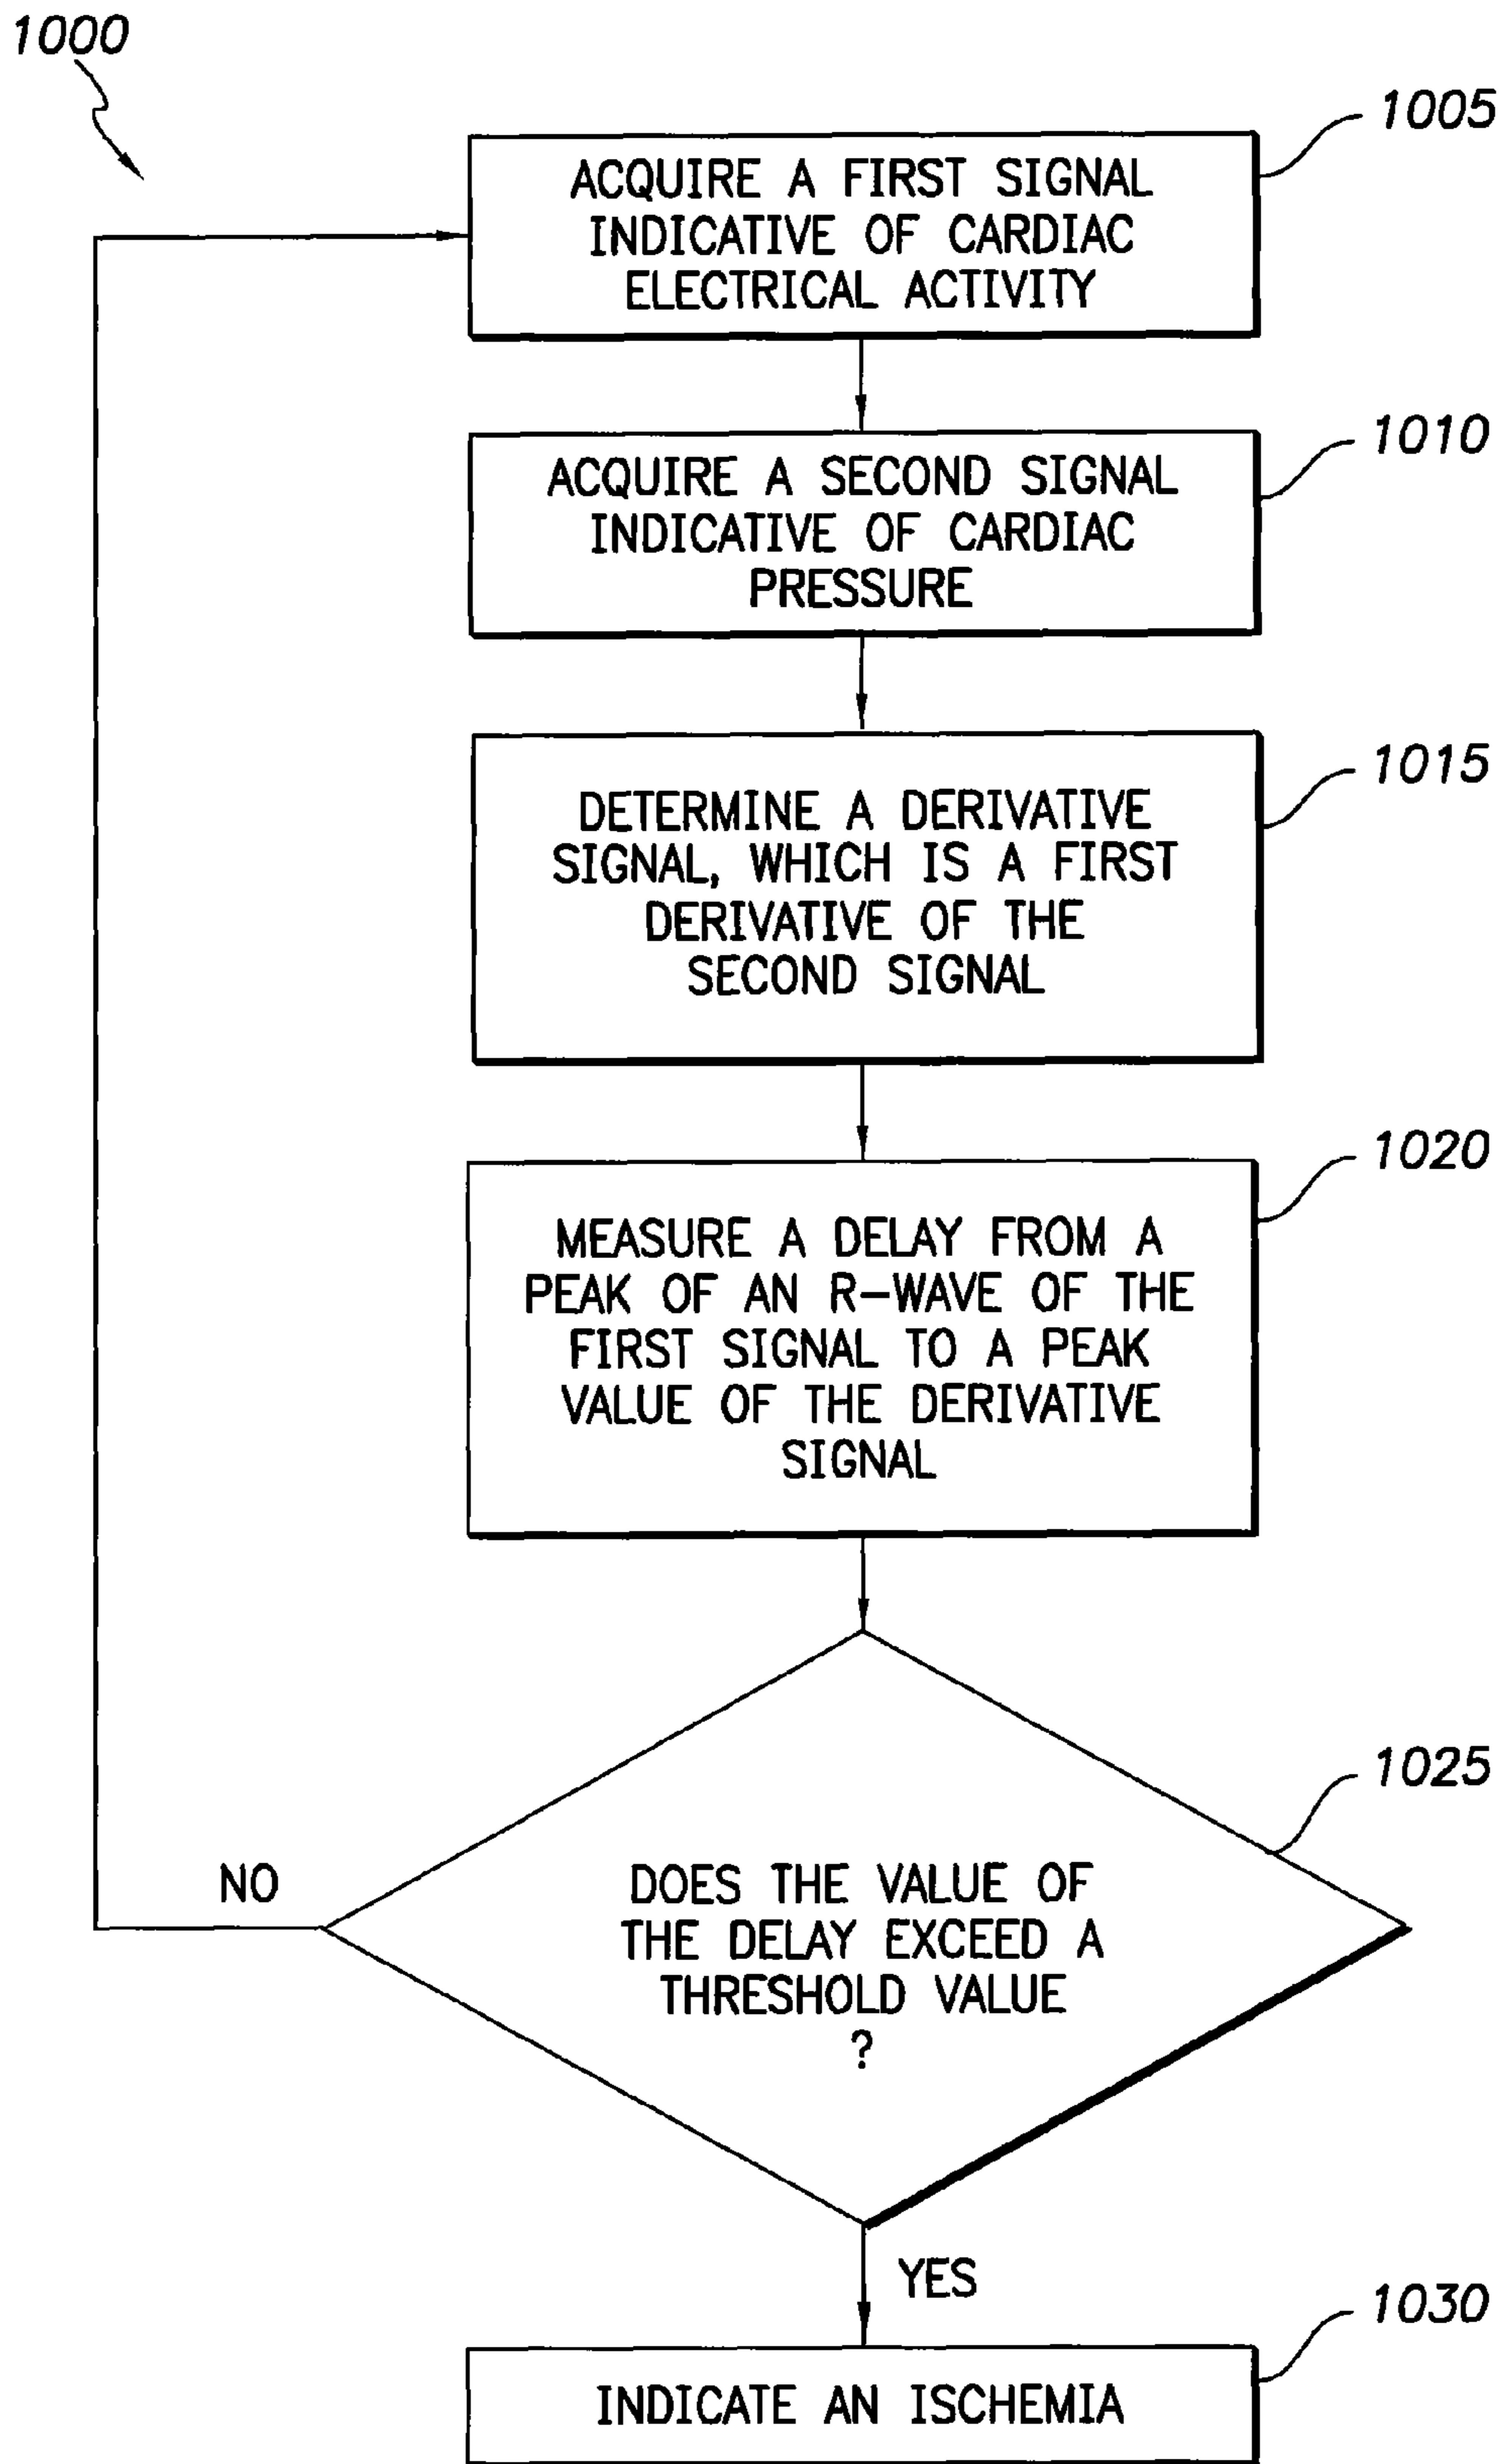 1000
1005
ACQUIRE A FIRST SIGNAL
INDICATIVE OF CARDIAC
ELECTRICAL ACTIVITY
1010
ACQUIRE A SECOND SIGNAL
INDICATIVE OF CARDIAC
PRESSURE
1015
DETERMINE A DERIVATIVE
SIGNAL, WHICH IS A FIRST
DERIVATIVE OF THE
SECOND SIGNAL
1020
MEASURE A DELAY FROM A
PEAK OF AN R-WAVE OF THE
FIRST SIGNAL TO A PEAK
VALUE OF THE DERIVATIVE
SIGNAL
1025
NO
DOES THE VALUE OF
THE DELAY EXCEED A
THRESHOLD VALUE
?
YES
1030
INDICATE AN ISCHEMIA